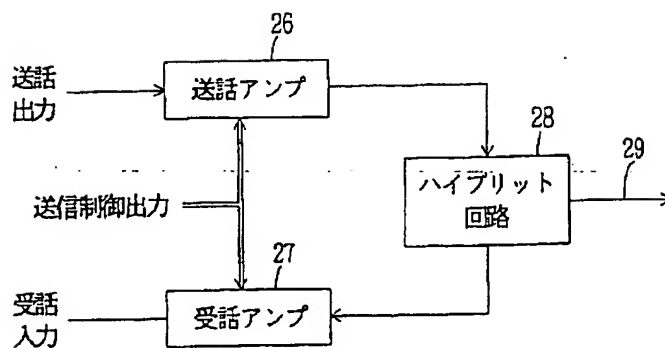 26
送話
出力
送話アンプ
28
29
ハイブリット
回路
送信制御出力
27
受話
入力
受話アンプ